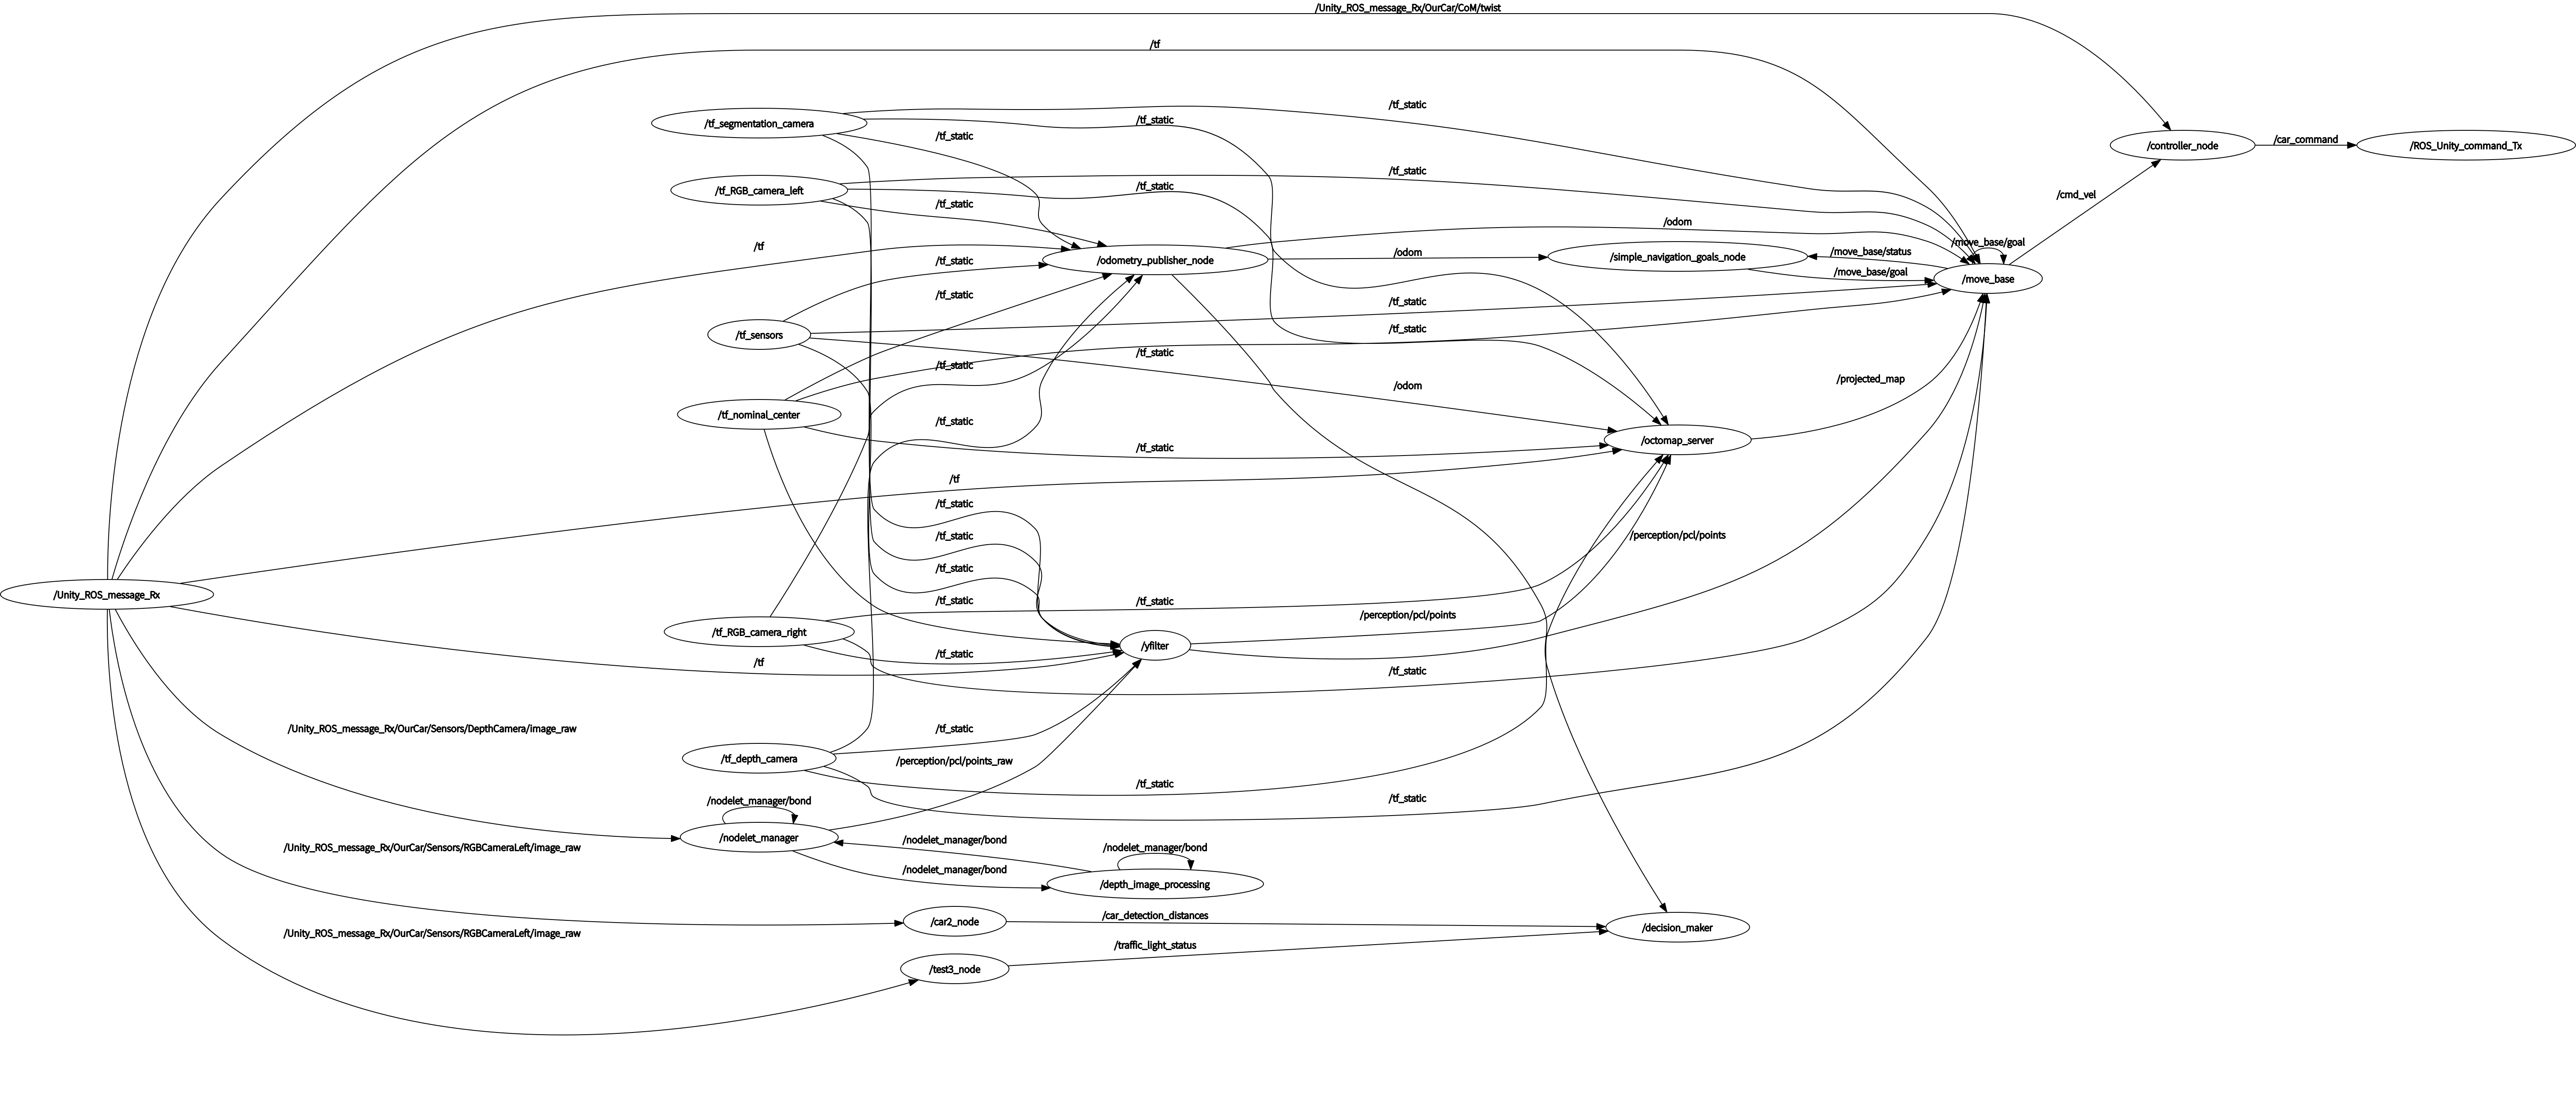 /Unity_ROS_message_Rx/OurCar/CoM/twist
/tf
/tf_static
/tf_segmentation_camera
/tf_static
/tf_static
/controller_node
/car_command
/ROS_Unity_command_Tx
/tf_static
/tf_RGB_camera_left
/tf_static
/cmd_vel
/tf_static
/odom
/tf
/move_base/goal
/odom
/move_base/status
/odometry_publisher_node
/simple_navigation_goals_node
/tf_static
/move_base/goal
/move_base
/tf_static
/tf_static
/tf_static
/tf_sensors
/tf_static
/tf_static
/projected_map
/odom
/tf_nominal_center
/tf_static
/octomap_server
/tf_static
/tf
/tf_static
/tf_static
/perception/pcl/points
/tf_static
/Unity_ROS_message_Rx
/tf_static
/tf_static
/perception/pcl/points
/tf_RGB_camera_right
/yfilter
/tf_static
/tf
/tf_static
/Unity_ROS_message_Rx/OurCar/Sensors/DepthCamera/image_raw
/tf_static
/tf_depth_camera
/perception/pcl/points_raw
/tf_static
/tf_static
/nodelet_manager/bond
/nodelet_manager
/nodelet_manager/bond
/Unity_ROS_message_Rx/OurCar/Sensors/RGBCameraLeft/image_raw
/nodelet_manager/bond
/nodelet_manager/bond
/depth_image_processing
/car_detection_distances
/car2_node
/decision_maker
/Unity_ROS_message_Rx/OurCar/Sensors/RGBCameraLeft/image_raw
/traffic_light_status
/test3_node